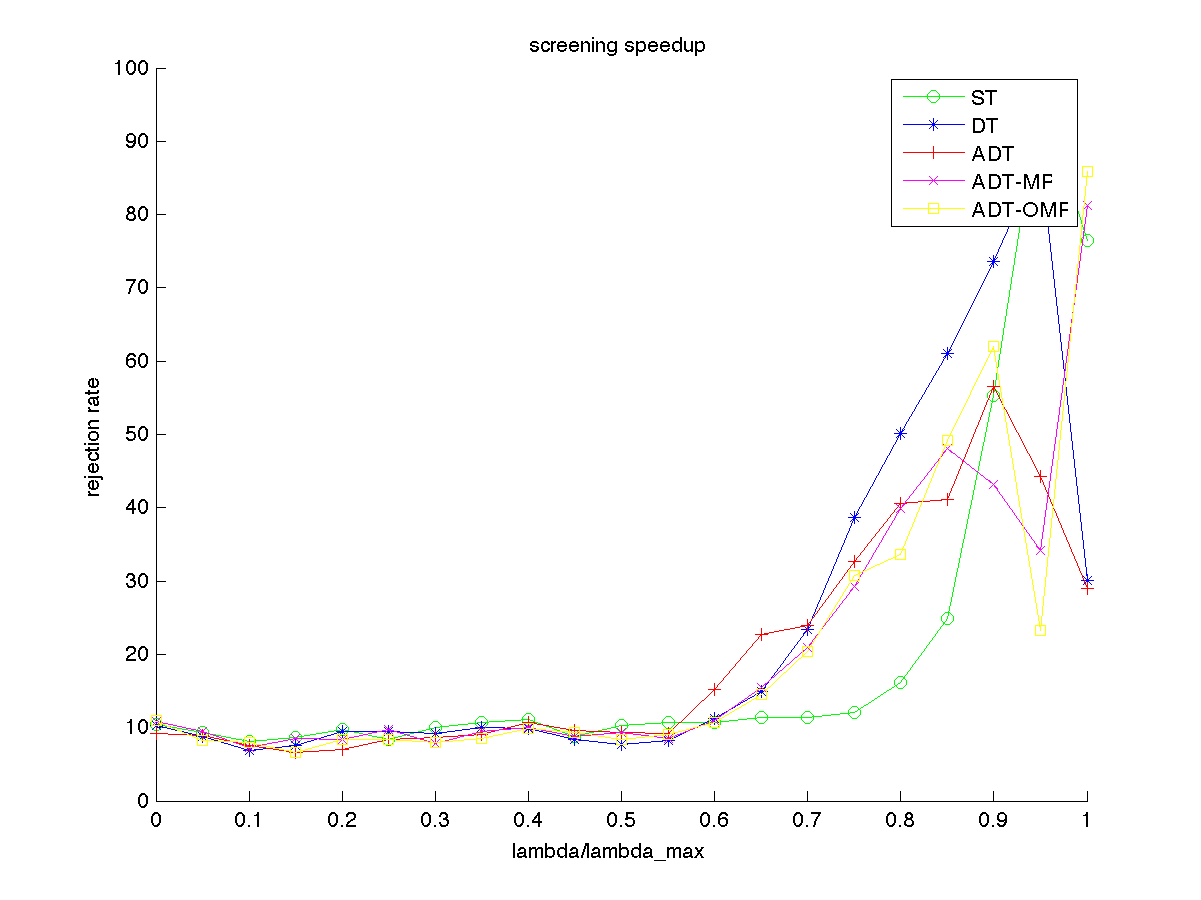 screening speedup
100
90
80
70
60
50
40
30
20
10
0
rejection rate
ST
DT
ADT
ADT-MF
ADT-OMF
0 0.1 0.2 0.3 0.4 0.5 0.6 0.7 0.8 0.9 1
lambda/lambda_max